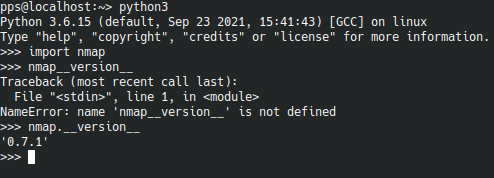 pps@localhost:~> python3
Python 3.6.15 (default, Sep 23 2021, 15:41:43) [GCC] on linux
Type "help", "copyright", "credits" or "license" for more information.
>>> import nmap
>>> nmap__version__
Traceback (most recent call last):
  File "<stdin>", line 1, in <module>
NameError: name 'nmap__version__' is not defined
>>> nmap.__version__
'0.7.1'
>>>